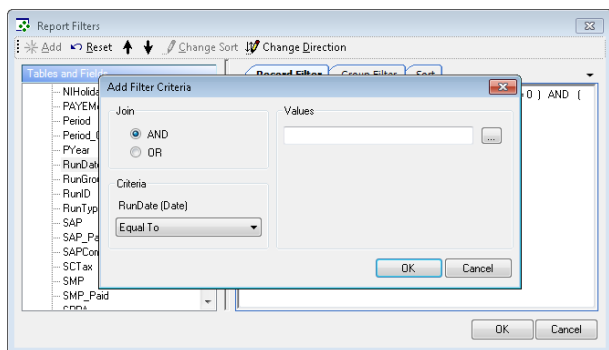 Report Filters
Add Reset Change Sort Change Direction
Tables and Fields
Record Filter Group Filter Sort
NIHolida
PAYEM
Period
Period_
PYear
RunDat
RunGro
RunID
RunTyp
SAP
SAP_Pa
SAPCon
SCTax
SMP
SMP_Paid
=0 ) AND (
Add Filter Criteria
Join
AND
OR
Criteria
RunDate (Date)
Equal To
Values
...
OK Cancel
OK Cancel